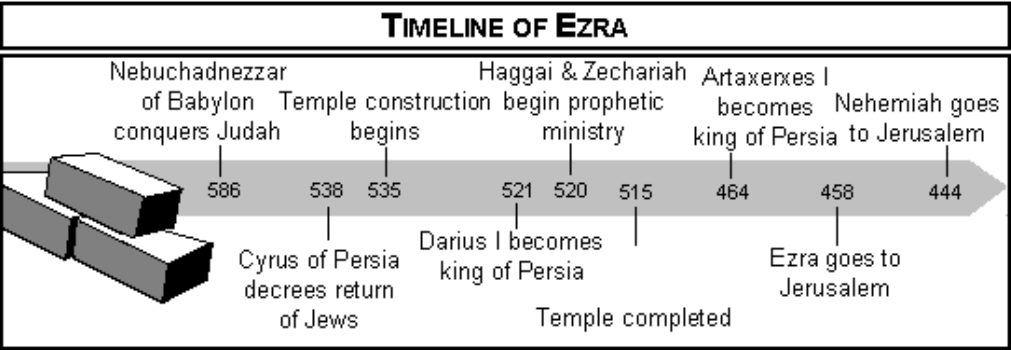 TIMELINE OF EZRA
Nebuchadnezzar
of Babylon
conquers Judah
Temple construction
begins
Haggai & Zechariah
begin prophetic
ministry
Artaxerxes I
becomes
king of Persia
Nehemiah goes
to Jerusalem
586 538 535 521 520 515 464 458 444
Cyrus of Persia
decrees return
of Jews
Darius I becomes
king of Persia
Temple completed
Ezra goes to
Jerusalem